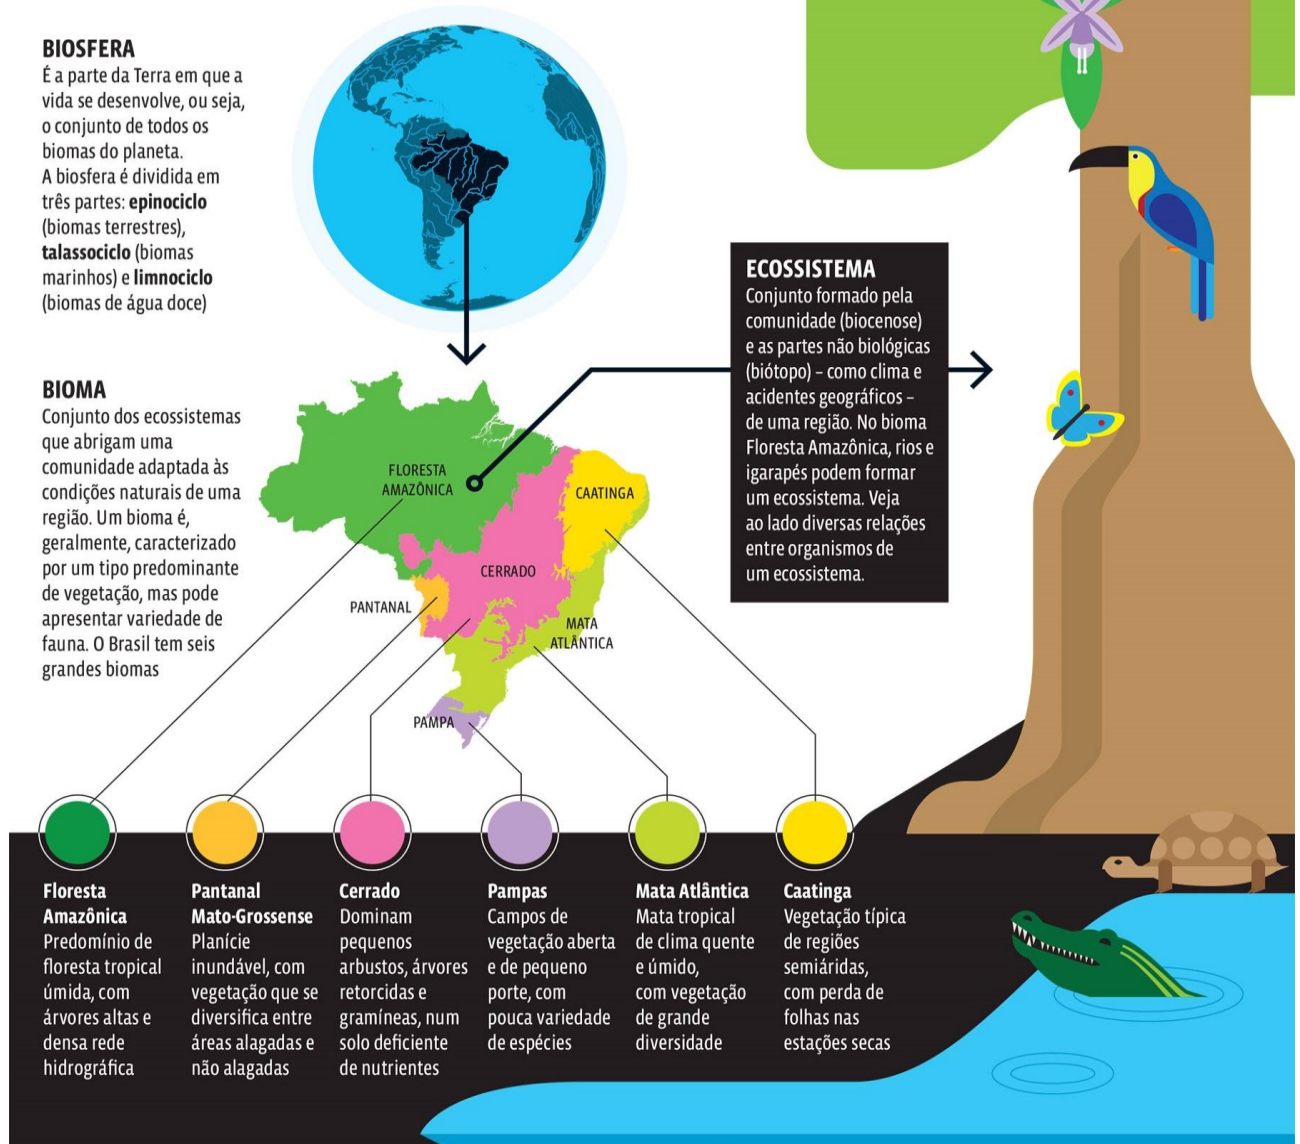 BIOSFERA
É a parte da Terra em que a
vida se desenvolve, ou seja,
o conjunto de todos os
biomas do planeta.
A biosfera é dividida em
três partes: epinociclo
(biomas terrestres),
talassociclo (biomas
marinhos) e limnociclo
(biomas de água doce)
BIOMA
Conjunto dos ecossistemas
que abrigam uma
comunidade adaptada às
condições naturais de uma
região. Um bioma é,
geralmente, caracterizado
por um tipo predominante
de vegetação, mas pode
apresentar variedade de
fauna. O Brasil tem seis
grandes biomas
FLORESTA
AMAZÔNICA
CAATINGA
CERRADO
PANTANAL
MATA
ATLÂNTICA
PAMPA
ECOSSISTEMA
Conjunto formado pela
comunidade (biocenose)
e as partes não biológicas
(biótopo) – como clima e
acidentes geográficos –
de uma região. No bioma
Floresta Amazônica, rios e
igarapés podem formar
um ecossistema. Veja
ao lado diversas relações
entre organismos de
um ecossistema.
Floresta
Amazônica
Predomínio de
floresta tropical
úmida, com
árvores altas e
densa rede
hidrográfica
Pantanal
Mato-Grossense
Planície
inundável, com
vegetação que se
diversifica entre
áreas alagadas e
não alagadas
Cerrado
Dominam
pequenos
arbustos, árvores
retorcidas e
gramíneas, num
solo deficiente
de nutrientes
Pampas
Campos de
vegetação aberta
e de pequeno
porte, com
pouca variedade
de espécies
Mata Atlântica
Mata tropical
de clima quente
e úmido,
com vegetação
de grande
diversidade
Caatinga
Vegetação típica
de regiões
semiáridas,
com perda de
folhas nas
estações secas